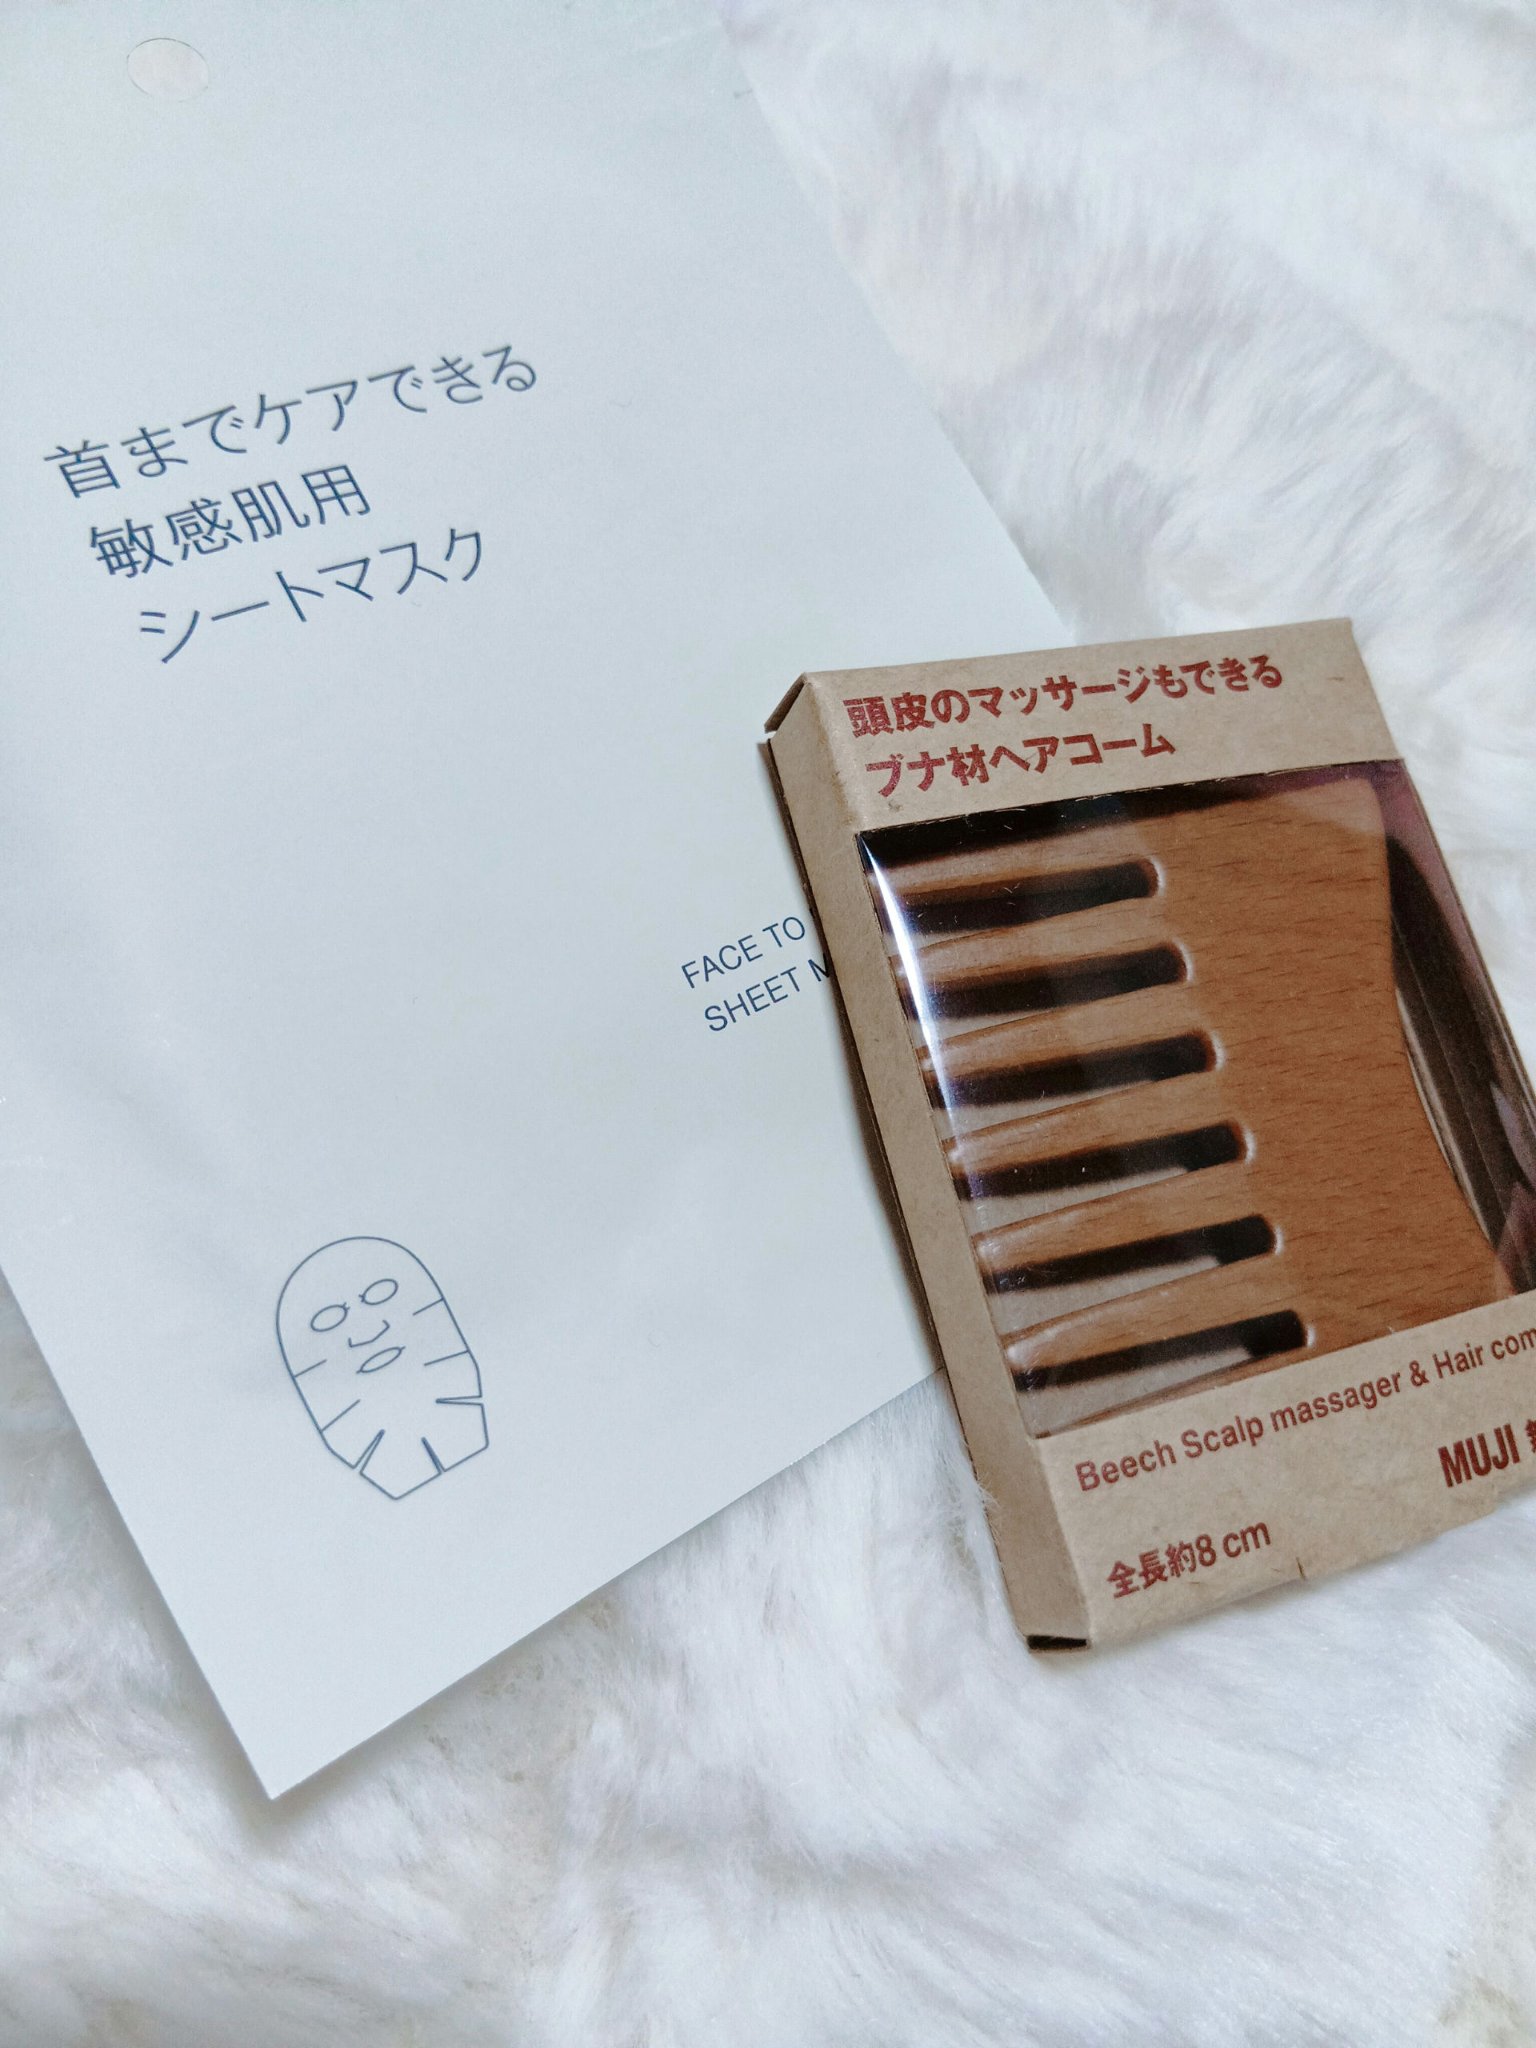 首までケアできる
敏感肌用
シートマスク
FACE TO
SHEET
頭皮のマッサージもできる
ブナ材ヘアコーム
Beech Scalp massager & Hair
MUJI
全長約8 cm